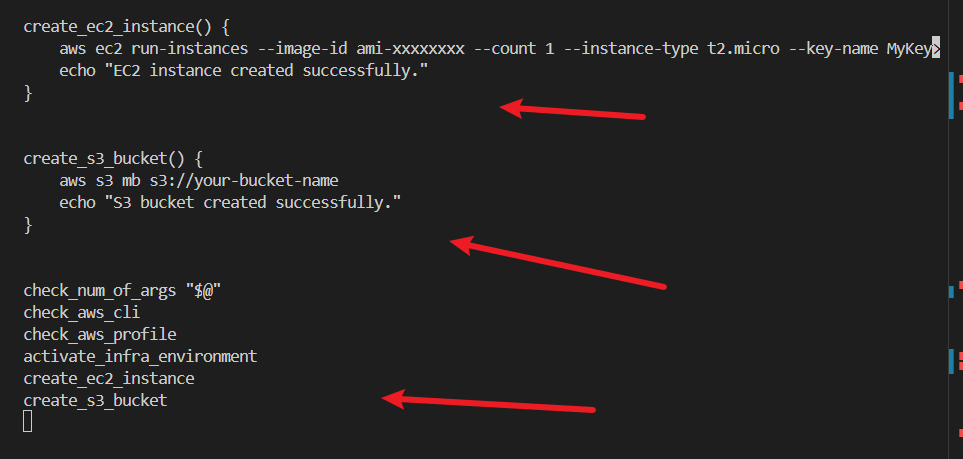 create_ec2_instance() {
    aws ec2 run-instances --image-id ami-xxxxxxxx --count 1 --instance-type t2.micro --key-name MyKey>
    echo "EC2 instance created successfully."
}
create_s3_bucket() {
    aws s3 mb s3://your-bucket-name
    echo "S3 bucket created successfully."
}
check_num_of_args "$@"
check_aws_cli
check_aws_profile
activate_infra_environment
create_ec2_instance
create_s3_bucket